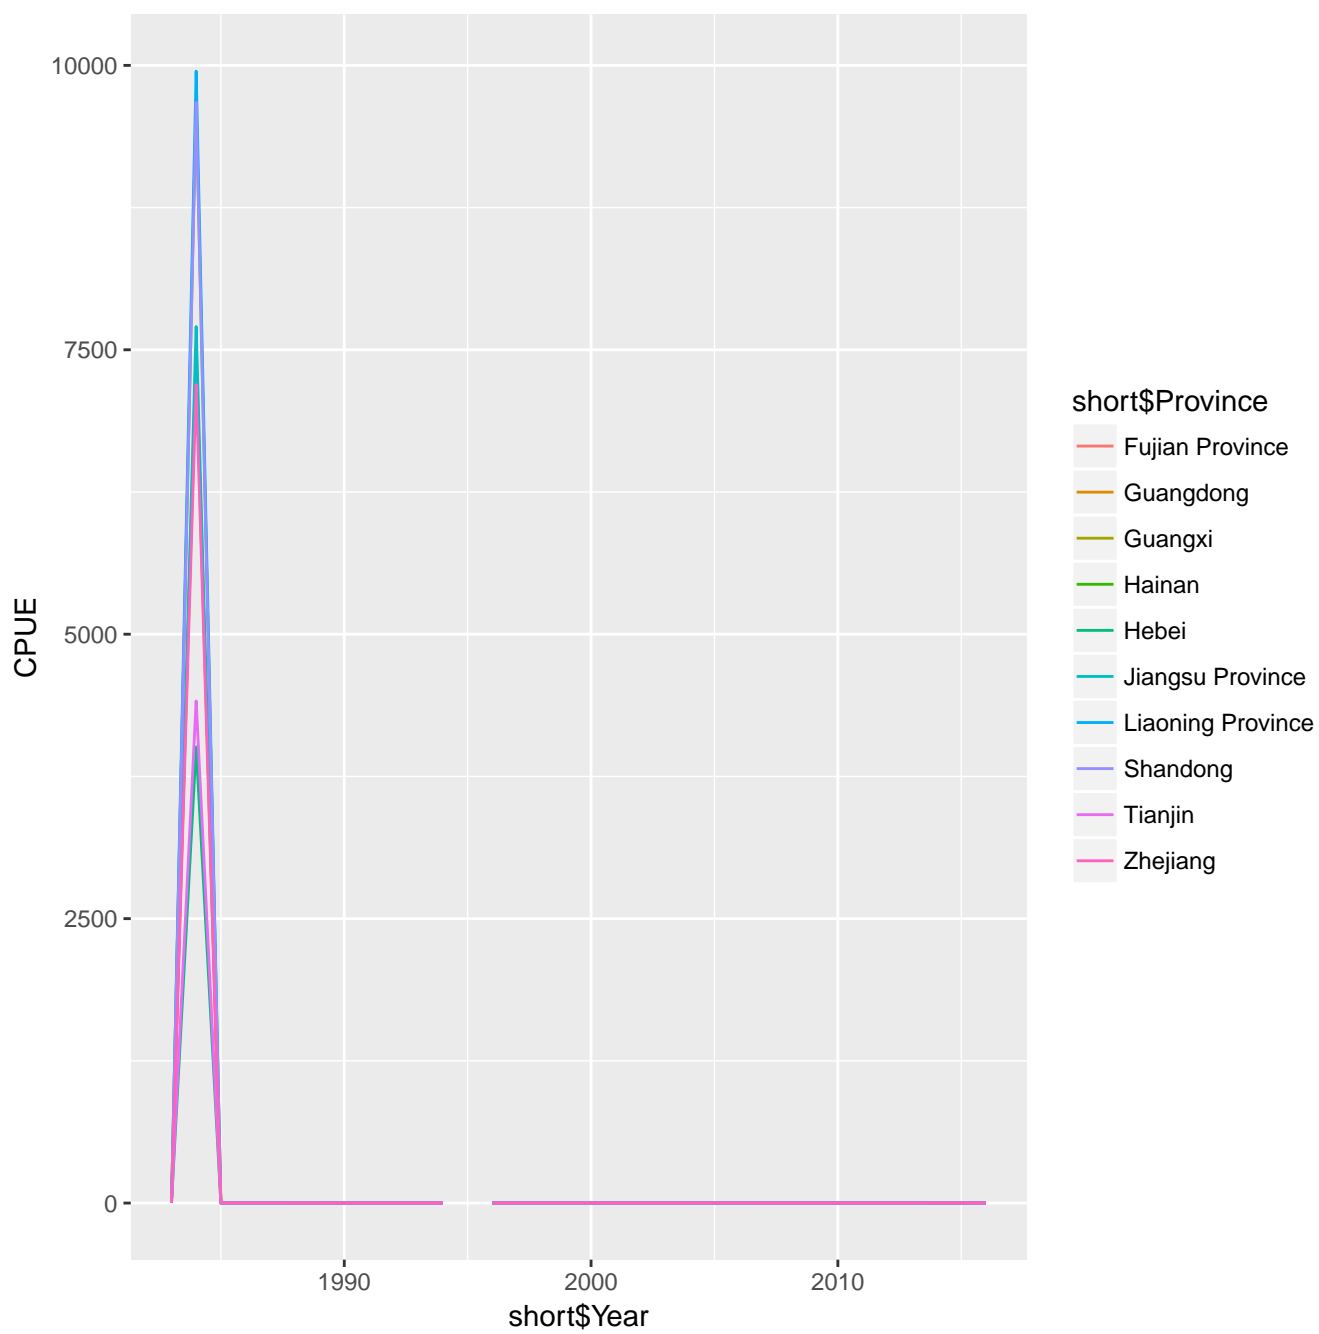 10000
7500
5000
2500
0
CPUE
1990
2000
2010
short$Year
short$Province
Fujian Province
Guangdong
Guangxi
Hainan
Hebei
Jiangsu Province
Liaoning Province
Shandong
Tianjin
Zhejiang